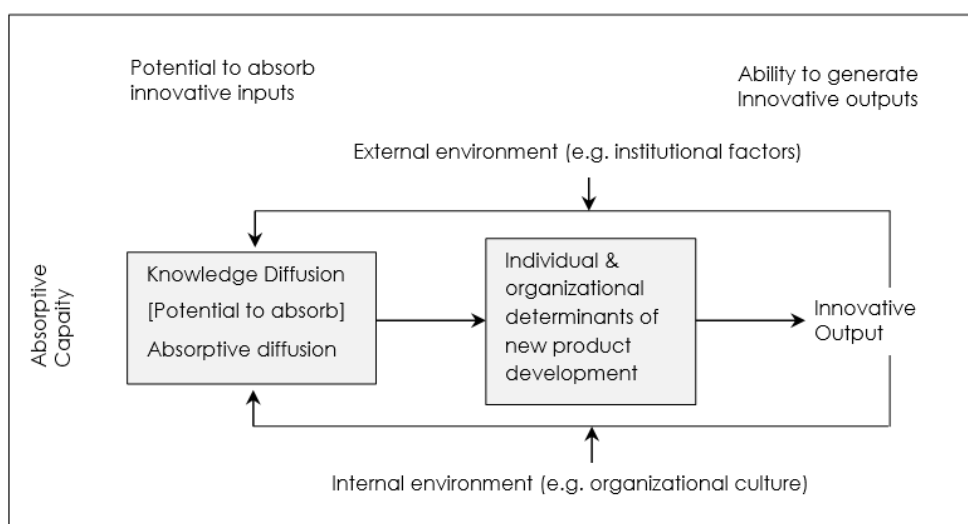 Potential to absorb
innovative inputs
Ability to generate
Innovative outputs
External environment (e.g. institutional factors)
Absorptive
Capaity
Knowledge Diffusion
[Potential to absorb]
Absorptive diffusion
Individual &
organizational
determinants of
new product
development
Innovative
Output
Internal environment (e.g. organizational culture)